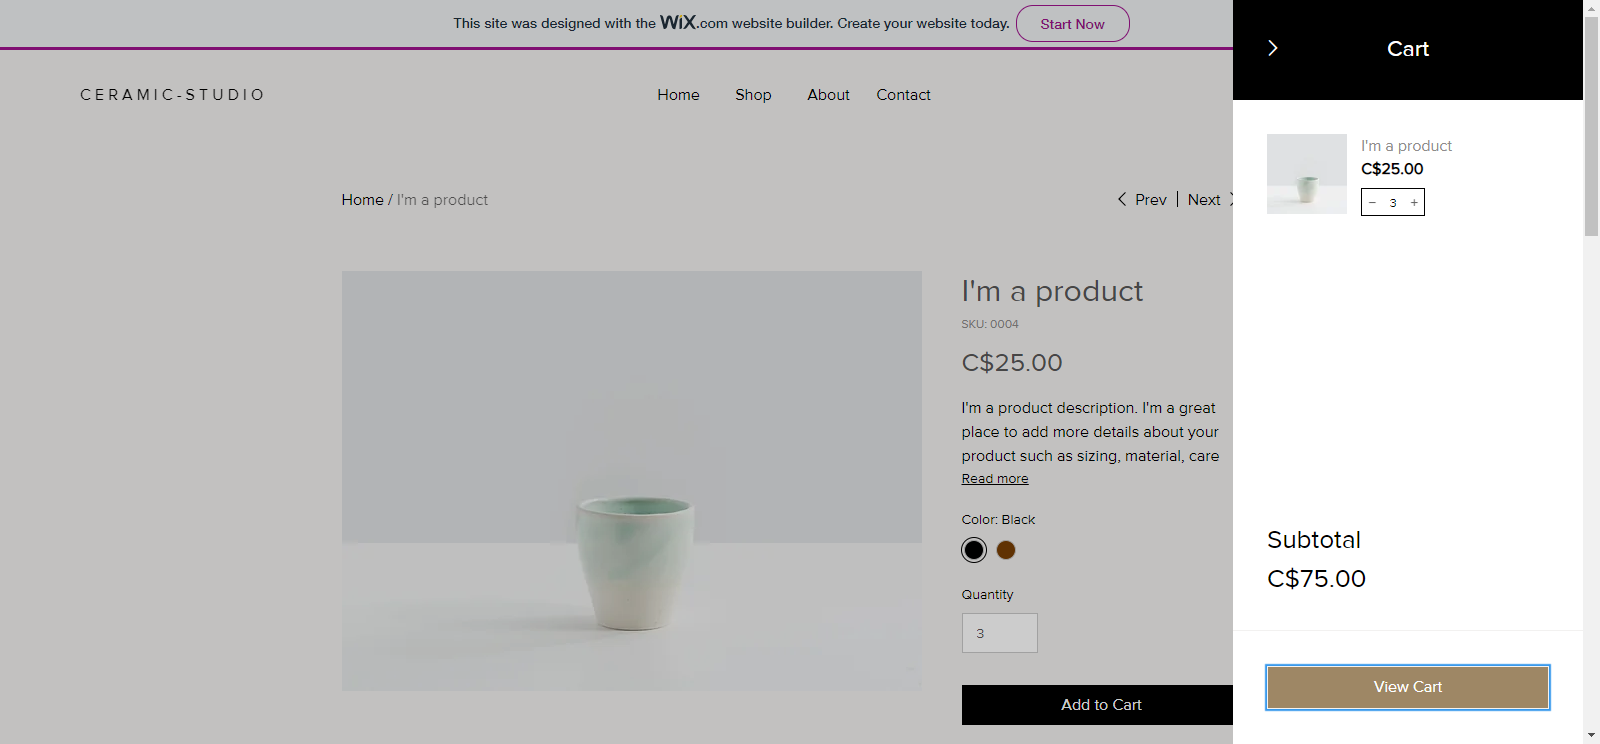 This site was designed with the WiX.com website builder. Create your website today.
Start Now
CERAMIC-STUDIO
Home
Shop
About
Contact
Home / I'm a product
Prev | Next
I'm a product
SKU: 0004
C$25.00
I'm a product description. I'm a great
place to add more details about your
product such as sizing, material, care
Read more
Color: Black
Quantity
3
Add to Cart
Cart
I'm a product
C$25.00
− 3 +
Subtotal
C$75.00
View Cart